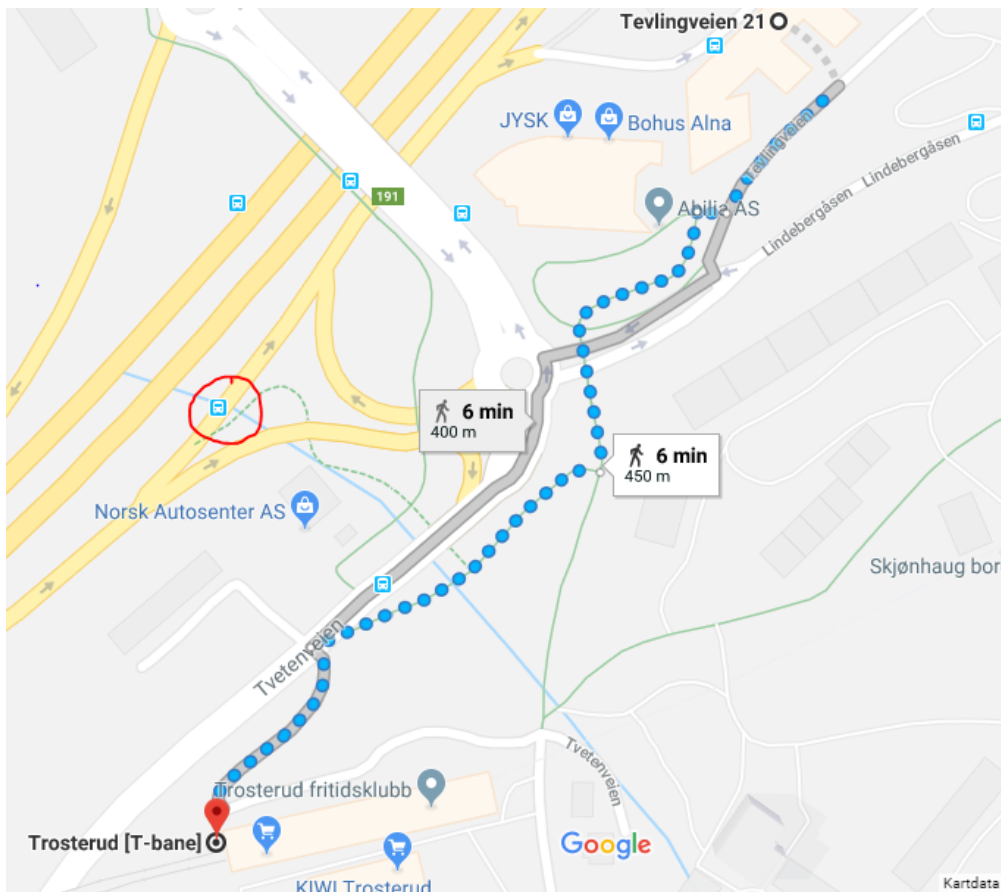 Tevlingveien 21
JYSK
Bohus Alna
Tevlingveien
Lindebergåsen
Lindebergåsen
191
Abilia AS
6 min
400 m
6 min
450 m
Norsk Autosenter AS
Skjønhaug bor
Tvetenveien
Tvetenveien
Trosterud fritidsklubb
Trosterud [T-bane]
Google
KIWI Trosterud
Kartdata